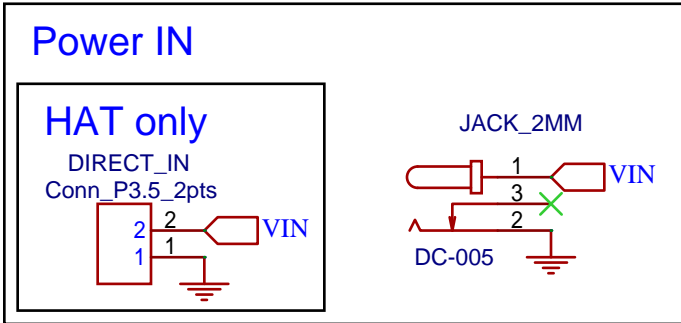 Power IN
HAT only
DIRECT_IN
Conn_P3.5_2pts
2 2 VIN
1 1
JACK_2MM
1 VIN
3
2
DC-005